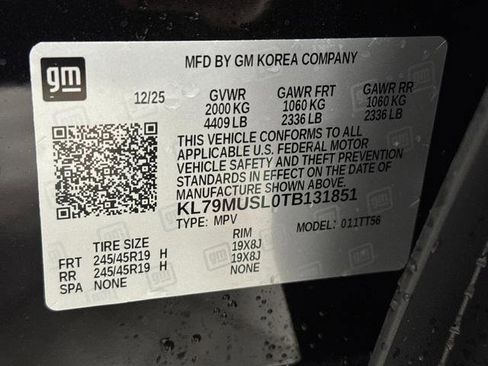 gm
MFD BY GM KOREA COMPANY
12/25 GVWR GAWR FRT GAWR RR
2000 KG 1060 KG 1060 KG
4409 LB 2336 LB 2336 LB
THIS VEHICLE CONFORMS TO ALL
APPLICABLE U.S. FEDERAL MOTOR
VEHICLE SAFETY AND THEFT PREVENTION
STANDARDS IN EFFECT ON THE DATE OF
MANUFACTURE SHOWN ABOVE.
KL79MUSL0TB131851
TYPE: MPV MODEL: 011TT56
TIRE SIZE RIM
FRT 245/45R19 H 19X8J
RR 245/45R19 H 19X8J
SPA NONE NONE